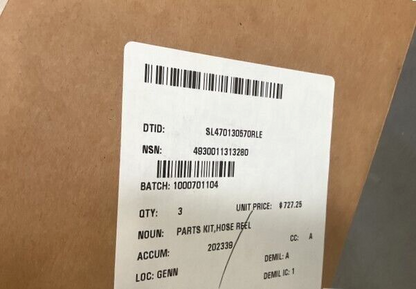 DTID: SL470130570RLE
NSN: 4930011313280
BATCH: 1000701104
QTY: 3 UNIT PRICE: $727.25
NOUN: PARTS KIT,HOSE REEL
ACCUM: 202339 CC: A
LOC: GENN DEMIL: A
DEMIL IC: 1